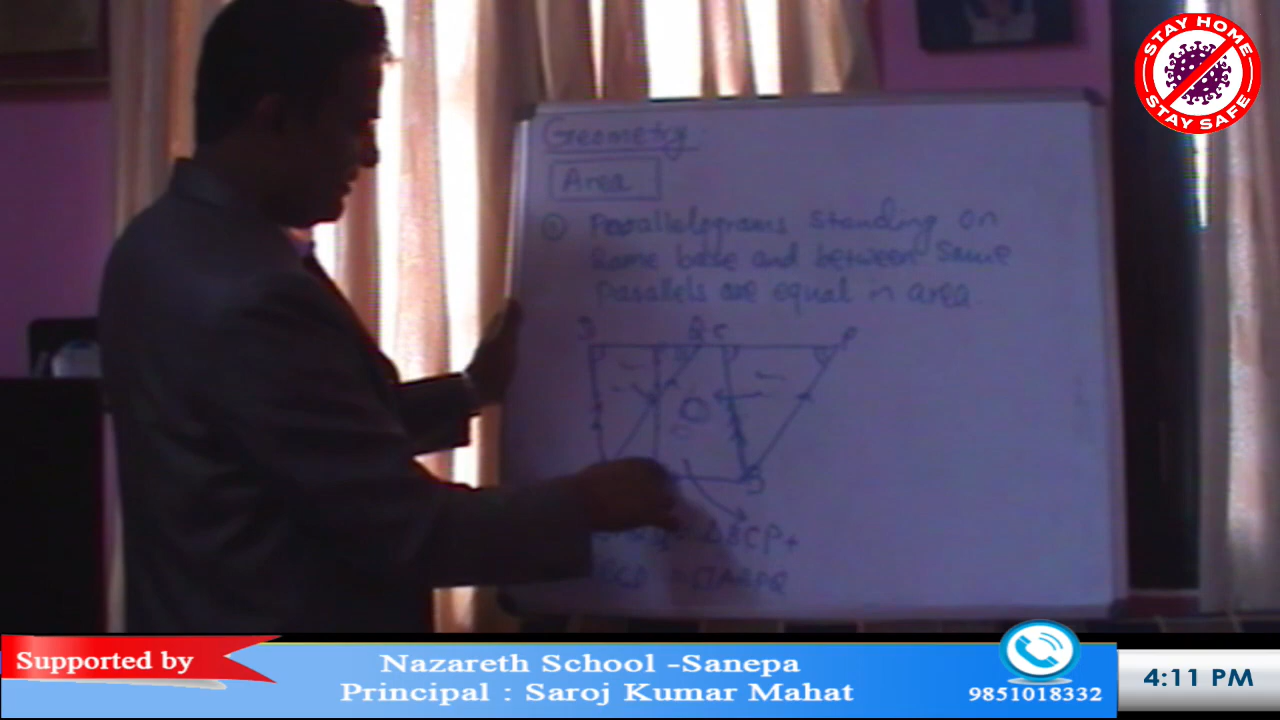 STAY HOME
STAY SAFE
Geometry
Area
Parallelograms Standing on
Same base and between Same
parallels are equal in area
D Q C P
B
ΔBCP+
Supported by
Nazareth School -Sanepa
Principal : Saroj Kumar Mahat
9851018332
4:11 PM